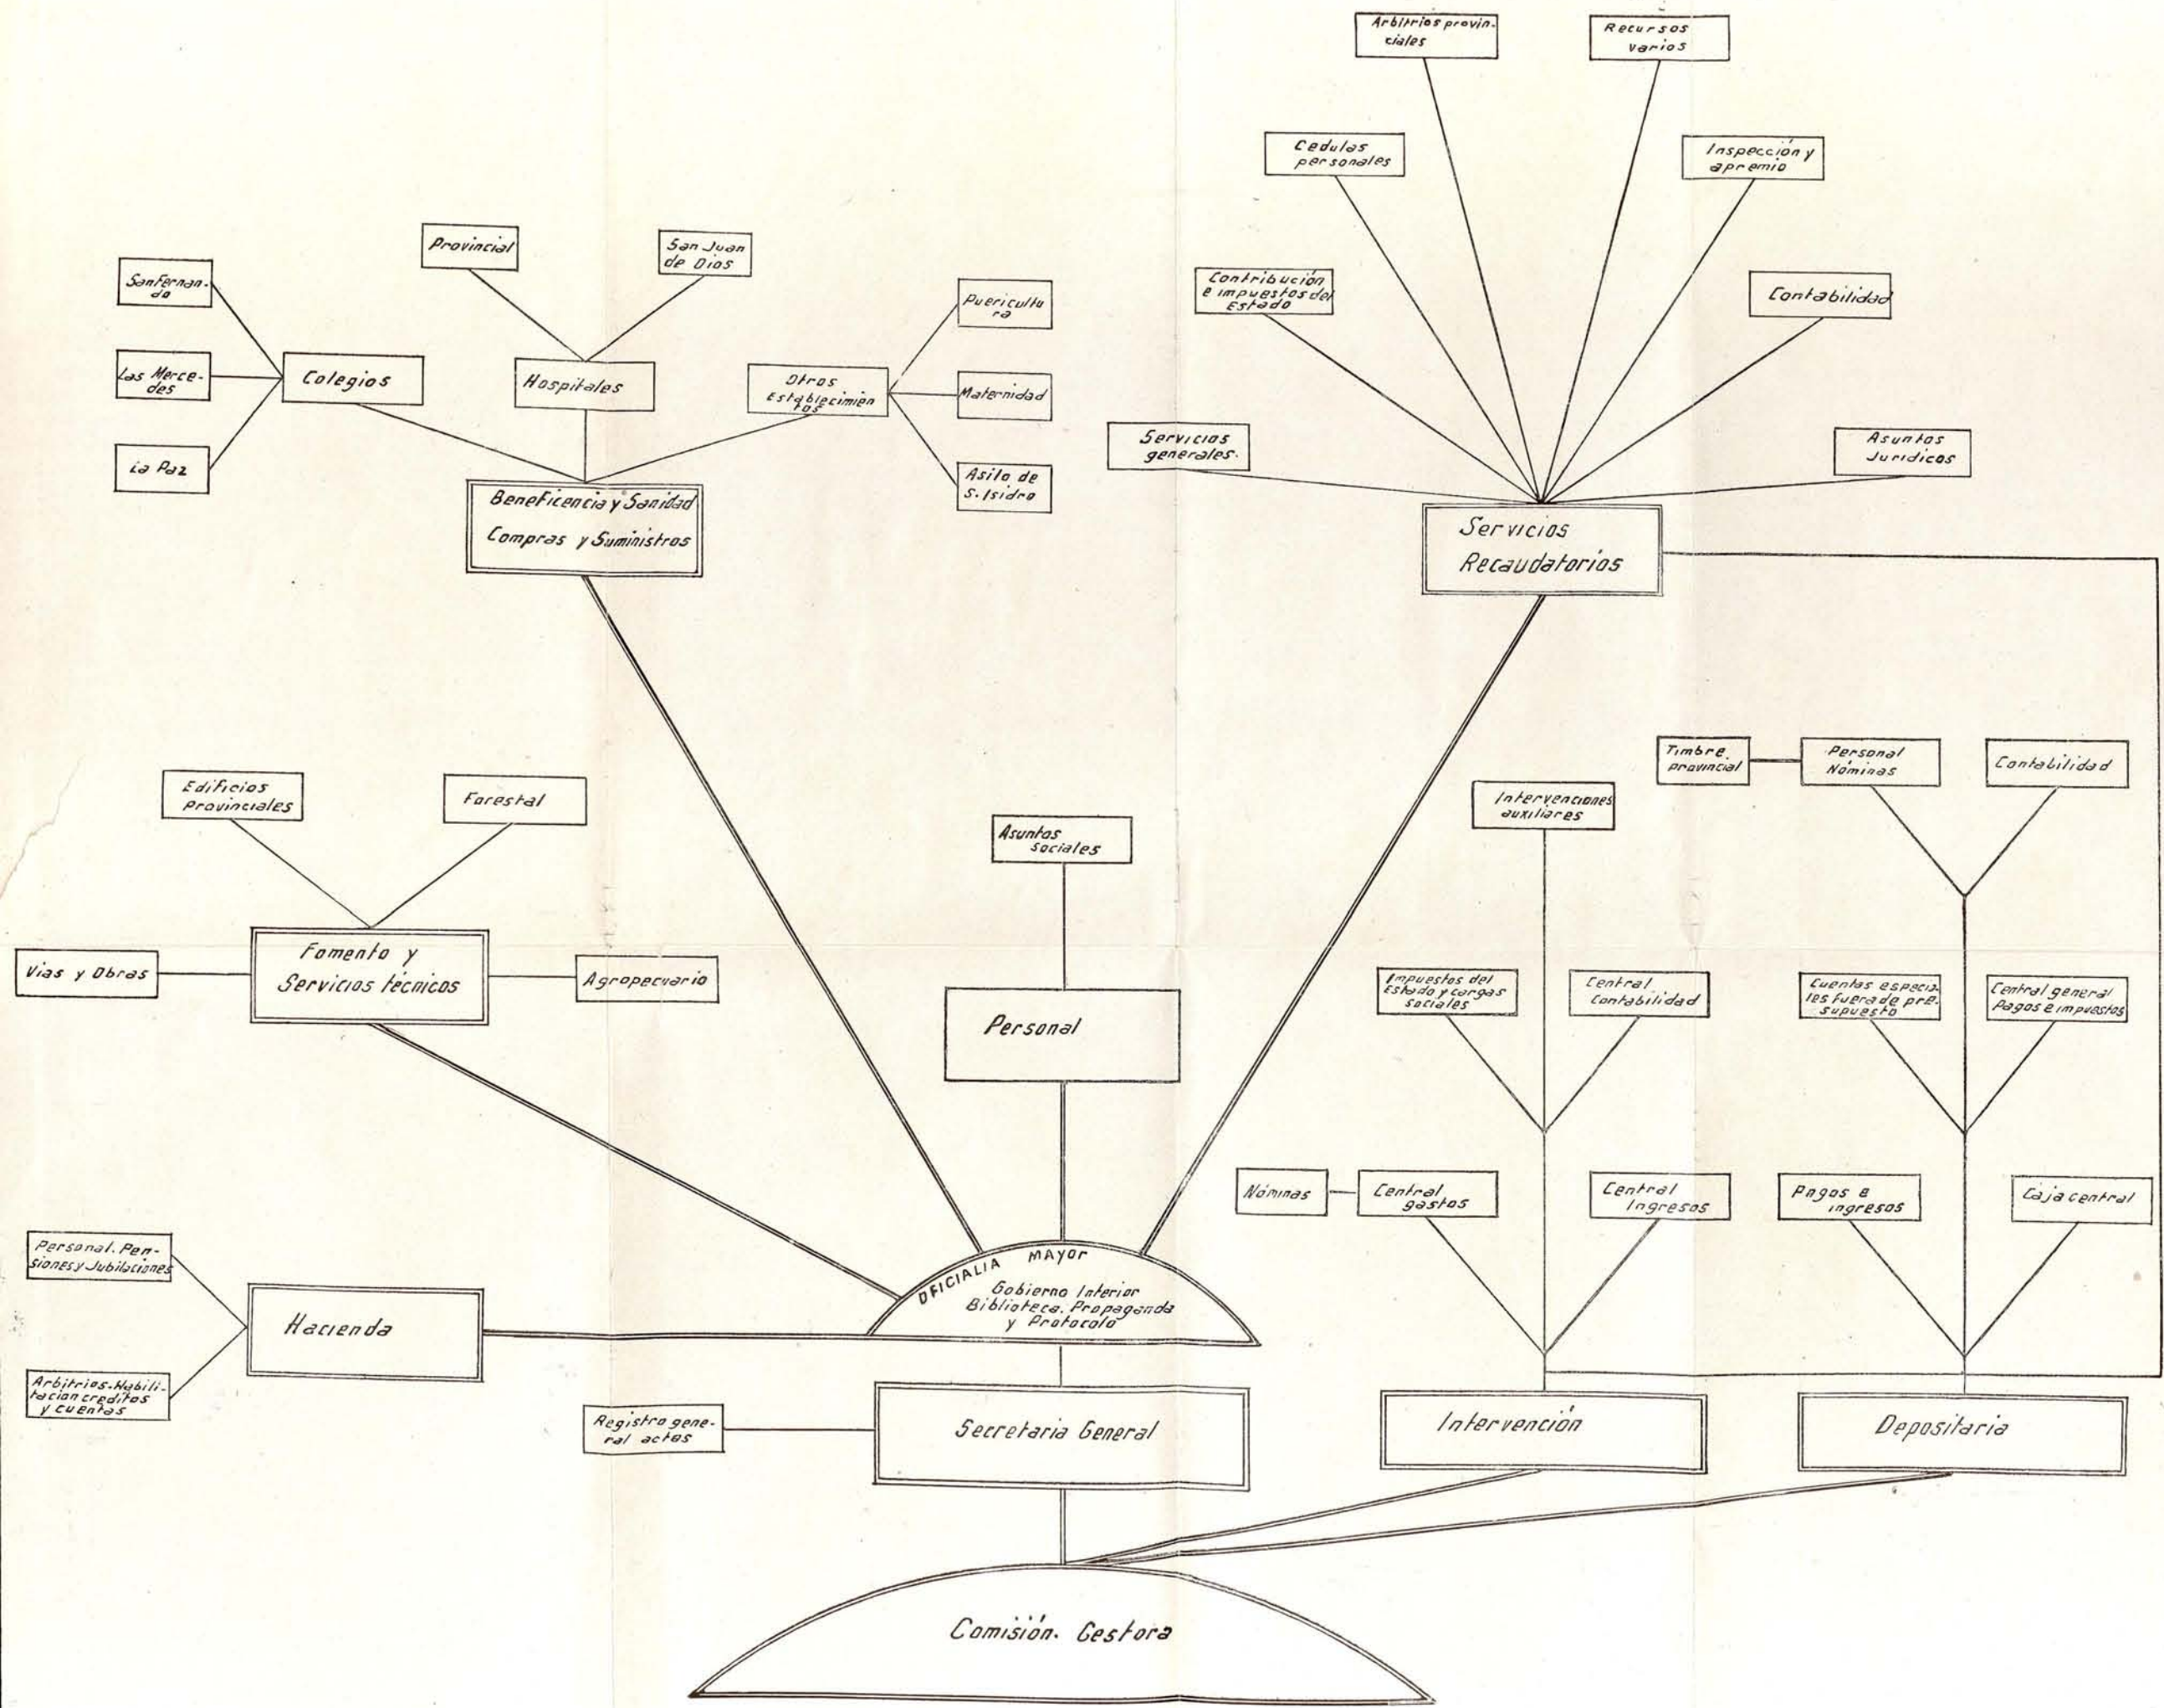 Arbitrios provin-
ciales
Recursos
varios
Cedulas
personales
Inspección y
apremio
Provincial
San Juan
de Dios
San Fernan-
do
Contribución
e impuestos del
Estado
Contabilidad
Puericultu
ra
Las Merce-
des
Colegios
Hospitales
Otros
Establecimien
tos
Maternidad
La Paz
Asilo de
S. Isidro
Servicios
generales.
Asuntos
Juridicos
Beneficencia y Sanidad
Compras y Suministros
Servicios
Recaudatorios
Timbre
provincial
Personal
Nóminas
Contabilidad
Edificios
Provinciales
Forestal
Intervenciones
auxiliares
Asuntos
sociales
Vias y Obras
Fomento y
Servicios técnicos
Agropecuario
Personal
Impuestos del
Estado y cargas
sociales
Central
Contabilidad
Cuentas especia-
les fuera de pre-
supuesto
Central general
Pagos e impuestos
Nóminas
Central
gastos
Central
Ingresos
Pagos e
ingresos
Caja central
Personal. Pen-
siones y Jubilaciones
Hacienda
Arbitrios-Habili-
tacion creditos
y cuentas
OFICIALIA MAYOR
Gobierno Interior
Biblioteca. Propaganda
y Protocolo
Registro gene-
ral actas
Secretaria General
Intervención
Depositaria
Comisión. Gestora